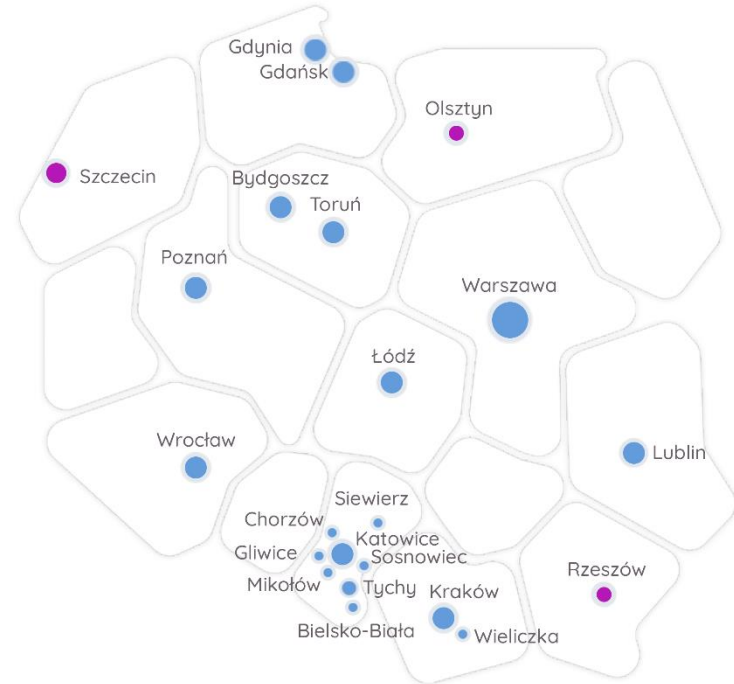 Gdynia
Gdańsk
Olsztyn
Szczecin
Bydgoszcz
Toruń
Poznań
Warszawa
Łódź
Wrocław
Lublin
Siewierz
Chorzów
Katowice
Gliwice
Sosnowiec
Mikołów
Tychy
Kraków
Rzeszów
Bielsko-Biała
Wieliczka